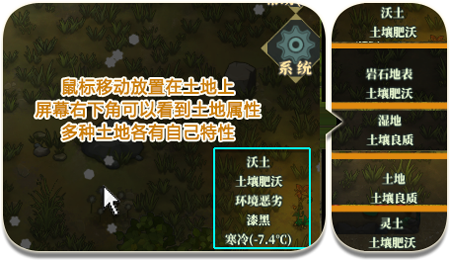 系统
鼠标移动放置在土地上
屏幕右下角可以看到土地属性
多种土地各有自己特性
沃土
土壤肥沃
环境恶劣
漆黑
寒冷(-7.4°C)
沃土
土壤肥沃
岩石地表
土壤肥沃
湿地
土壤良质
土地
土壤良质
灵土
土壤肥沃